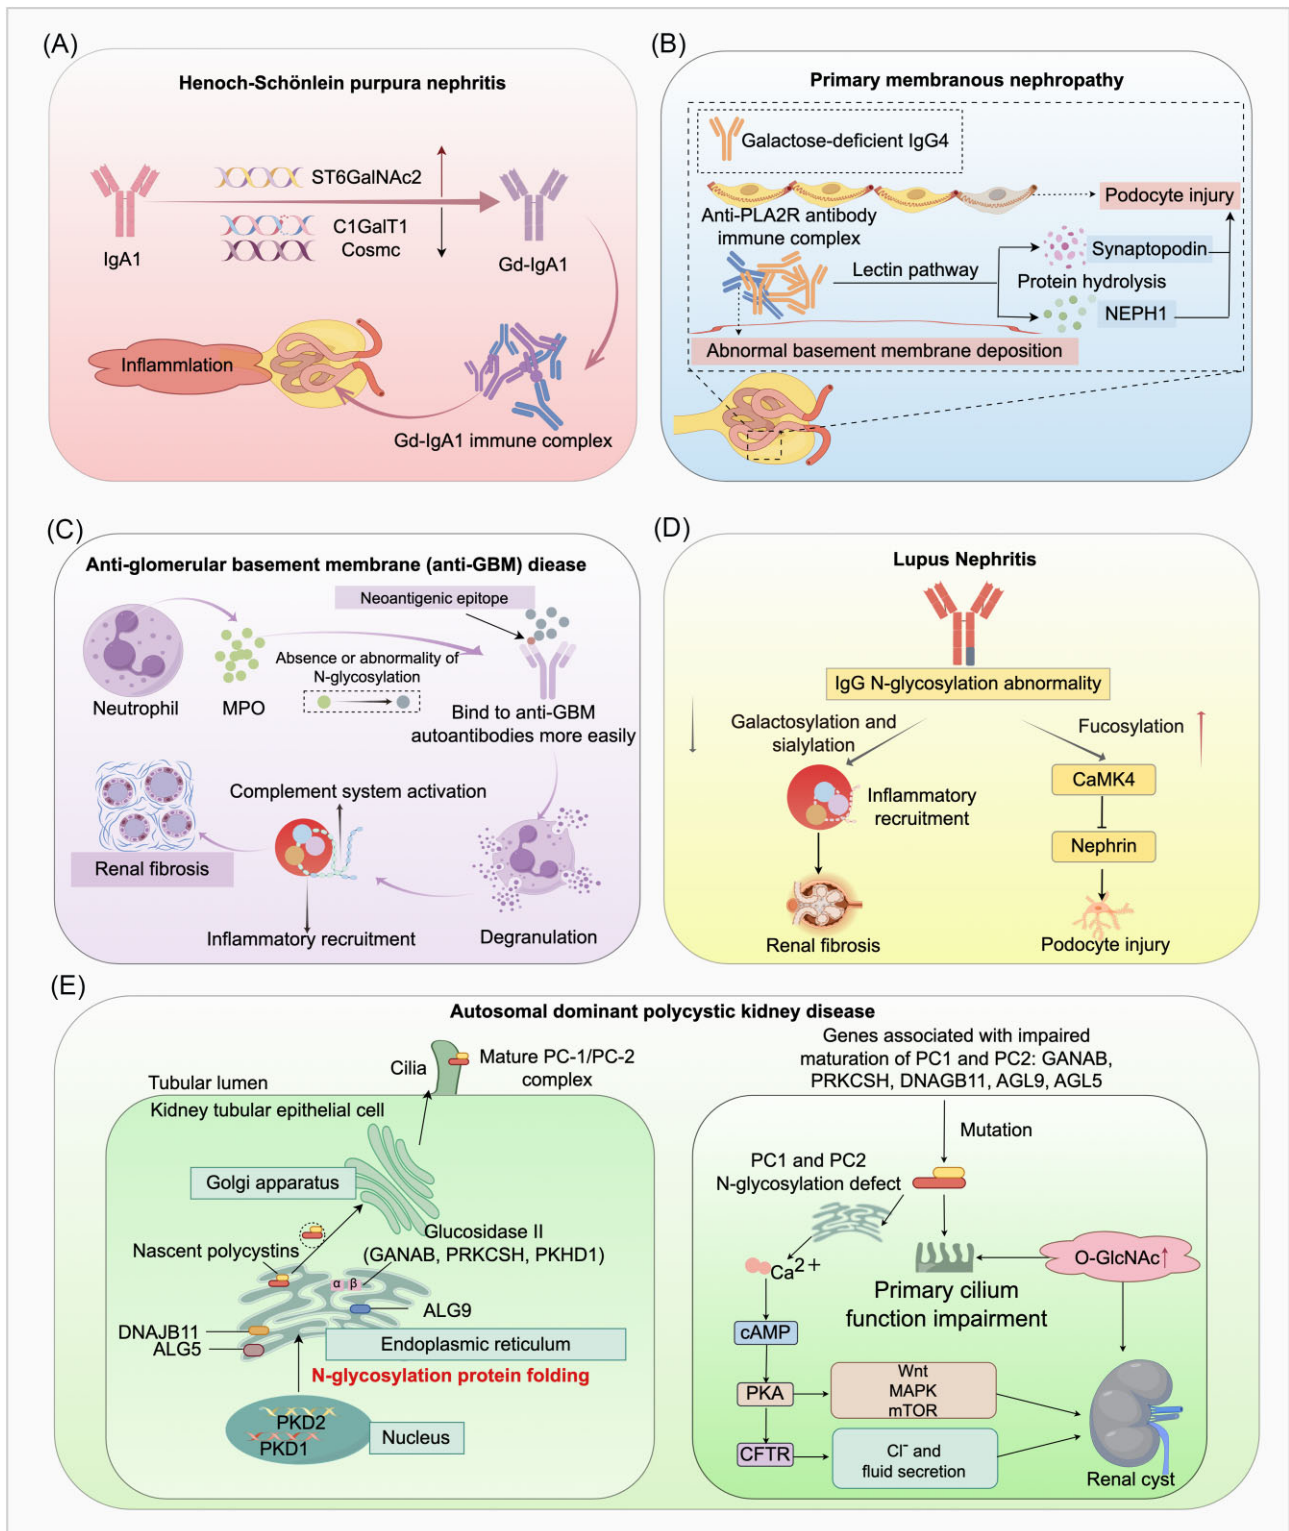 (A)
Henoch-Schönlein purpura nephritis
ST6GalNAc2
C1GalT1
Cosmc
IgA1
Gd-IgA1
Inflammlation
Gd-IgA1 immune complex
(B)
Primary membranous nephropathy
Galactose-deficient IgG4
Podocyte injury
Anti-PLA2R antibody
immune complex
Lectin pathway
Synaptopodin
Protein hydrolysis
NEPH1
Abnormal basement membrane deposition
(C)
Anti-glomerular basement membrane (anti-GBM) disease
Neoantigenic epitope
Absence or abnormality of
N-glycosylation
Neutrophil
MPO
Bind to anti-GBM
autoantibodies more easily
Complement system activation
Renal fibrosis
Inflammatory recruitment
Degranulation
(D)
Lupus Nephritis
IgG N-glycosylation abnormality
Galactosylation and
sialylation
Fucosylation
Inflammatory
recruitment
CaMK4
Nephrin
Renal fibrosis
Podocyte injury
(E)
Autosomal dominant polycystic kidney disease
Cilia
Mature PC-1/PC-2
complex
Tubular lumen
Kidney tubular epithelial cell
Golgi apparatus
Glucosidase II
(GANAB, PRKCSH, PKHD1)
Nascent polycystins
α β
ALG9
DNAJB11
ALG5
Endoplasmic reticulum
N-glycosylation protein folding
PKD2
PKD1
Nucleus
Genes associated with impaired
maturation of PC1 and PC2: GANAB,
PRKCSH, DNAGB11, AGL9, AGL5
Mutation
PC1 and PC2
N-glycosylation defect
O-GlcNAc↑
Ca2+
Primary cilium
function impairment
cAMP
PKA
Wnt
MAPK
mTOR
CFTR
Cl⁻ and
fluid secretion
Renal cyst